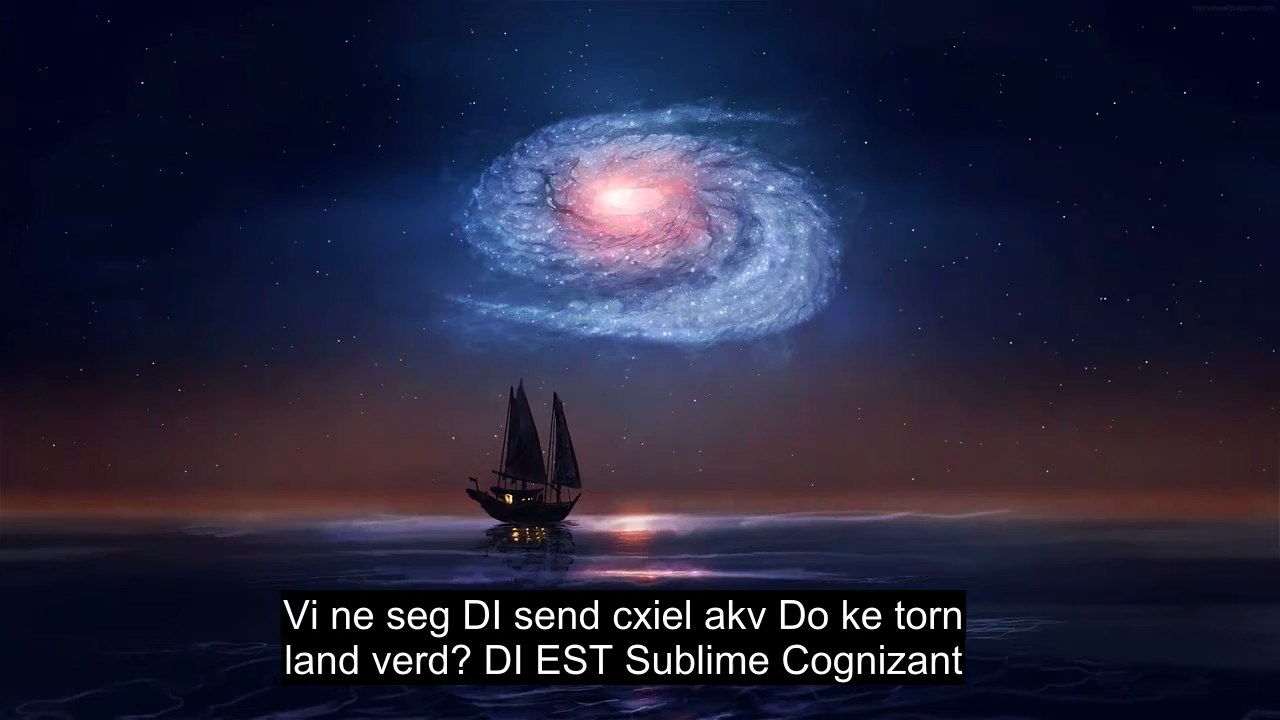 Vi ne seg DI send cxiel akv Do ke torn
land verd? DI EST Sublime Cognizant